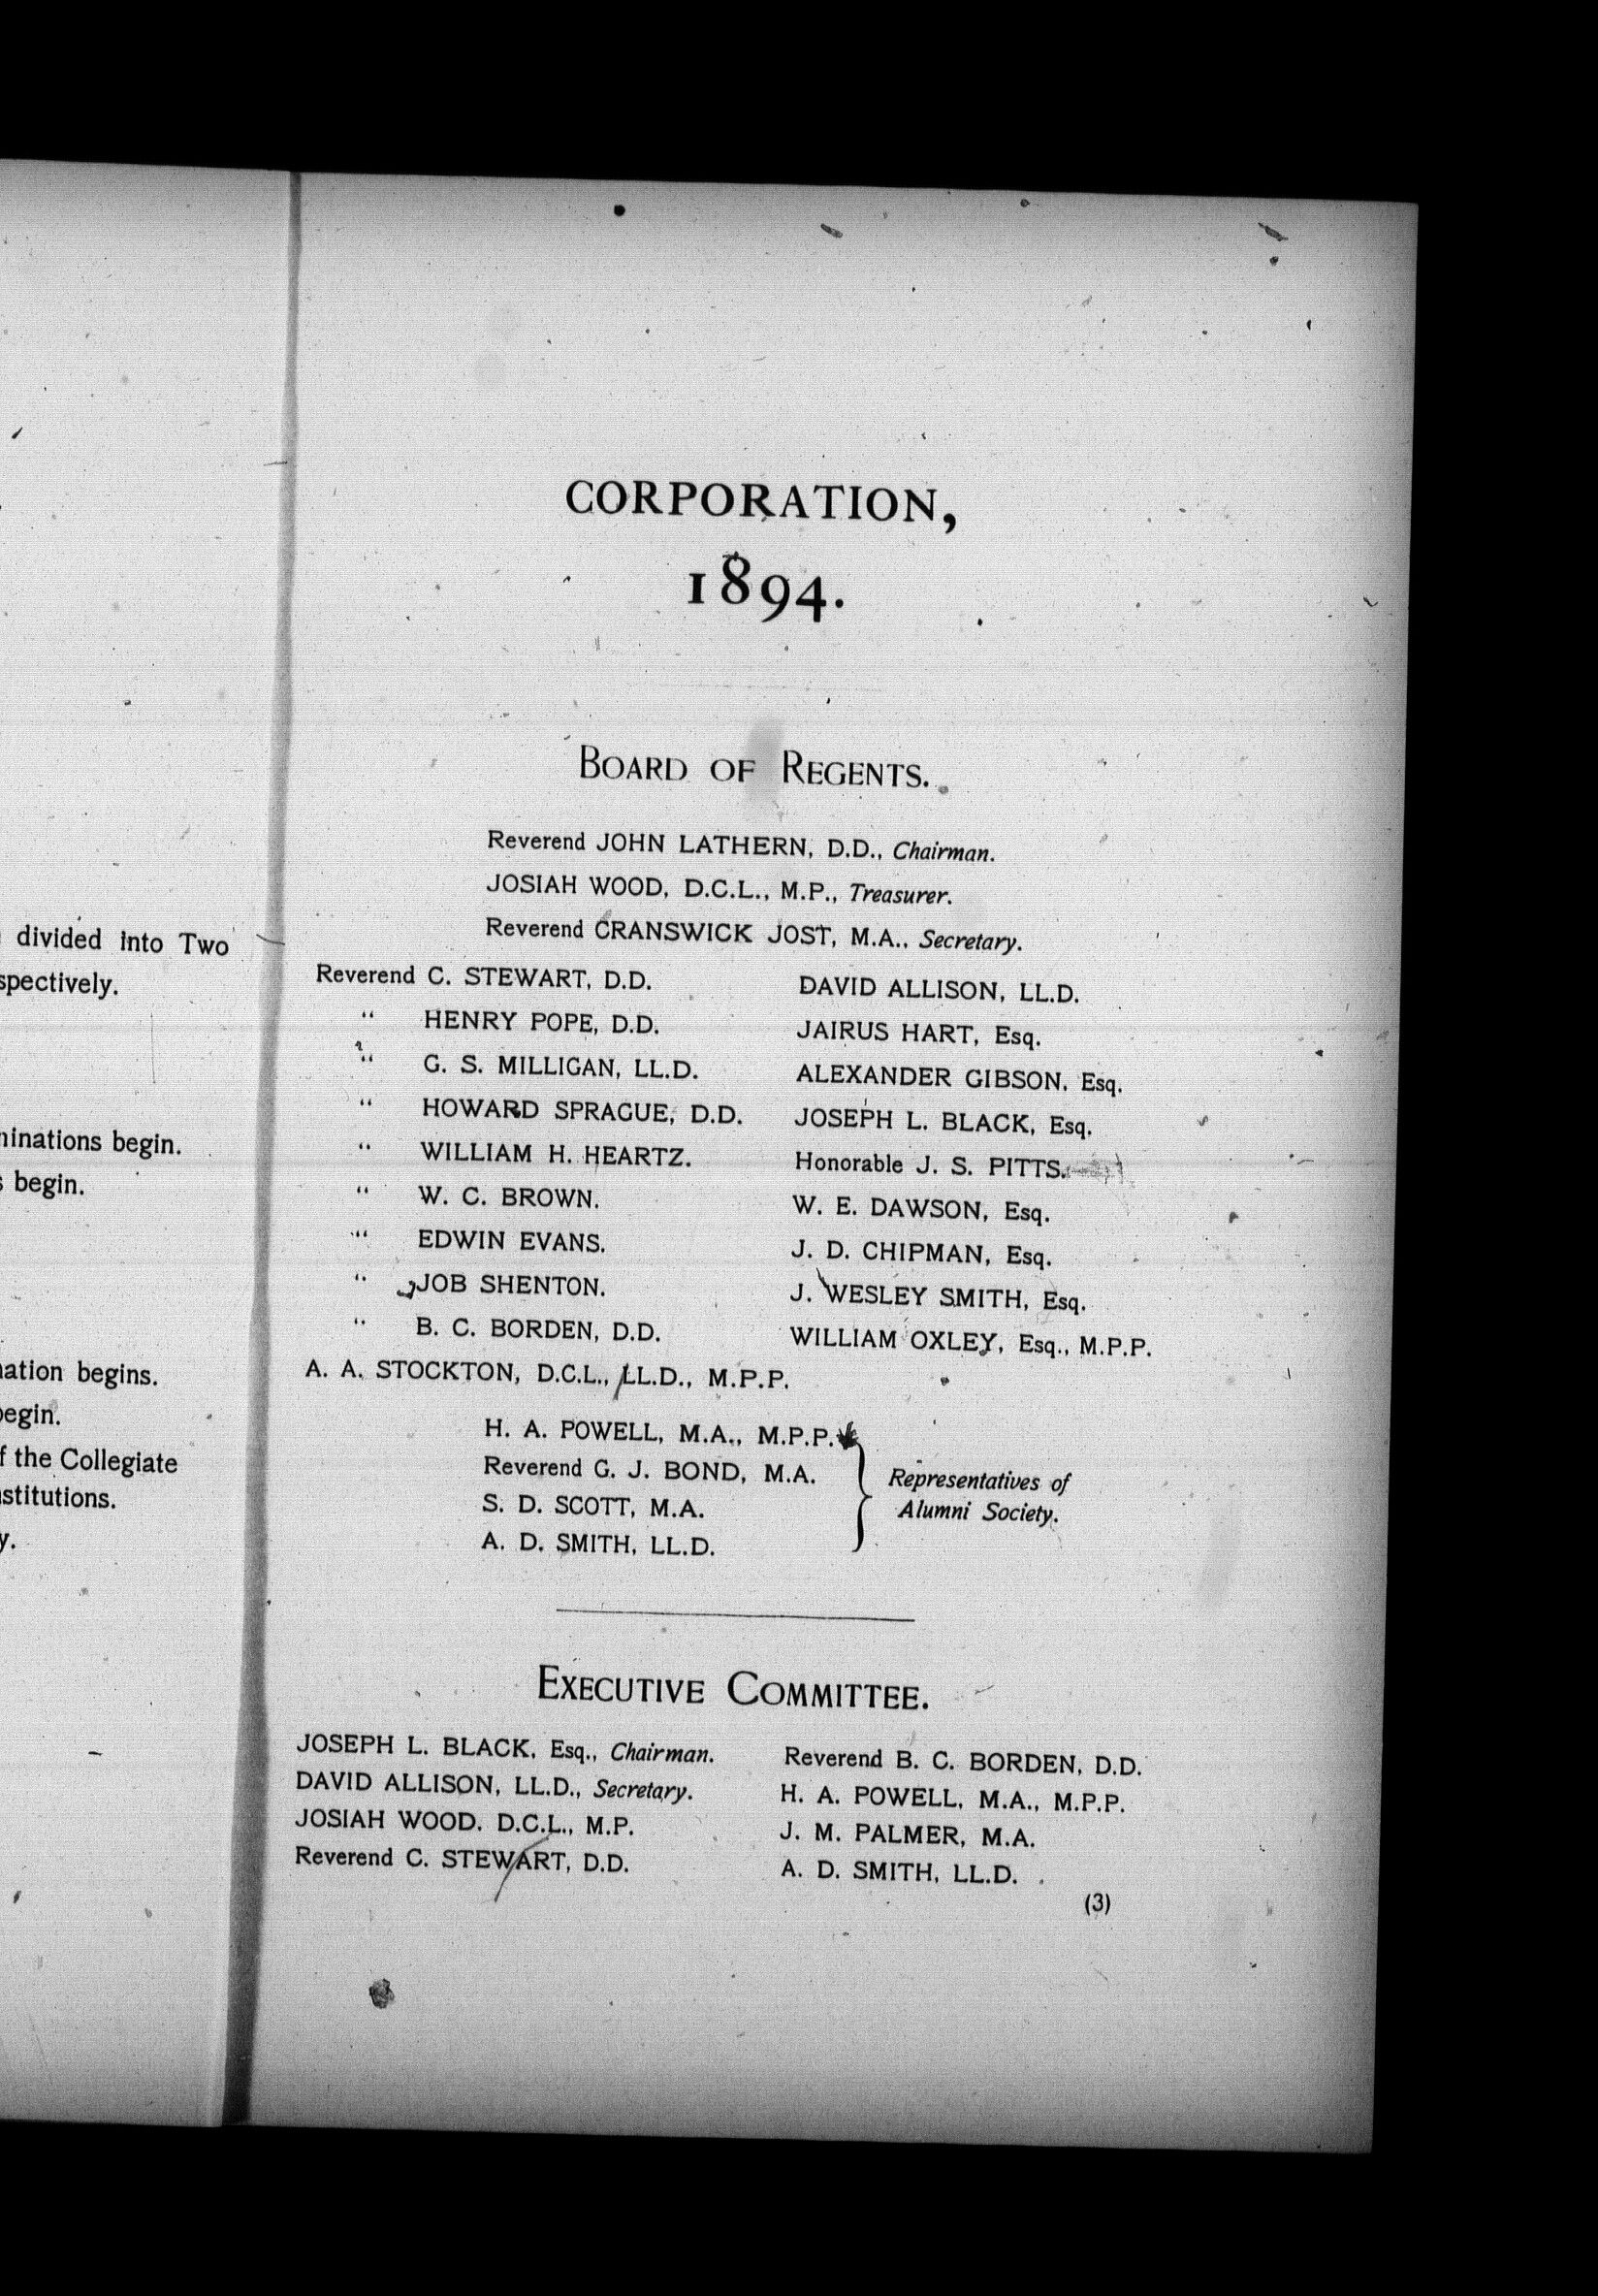 divided into Two
spectively.
begin.
begin.
ation begins.
begin.
f the Collegiate
stitutions.
y.
CORPORATION,
1894.
BOARD OF REGENTS.
Reverend JOHN LATHERN, D.D., Chairman.
JOSIAH WOOD, D.C.L., M.P., Treasurer.
Reverend CRANSWICK JOST, M.A., Secretary.
Reverend C. STEWART, D.D. DAVID ALLISON, LL.D.
" HENRY POPE, D.D. JAIRUS HART, Esq.
" G. S. MILLIGAN, LL.D. ALEXANDER GIBSON, Esq.
" HOWARD SPRAGUE, D.D. JOSEPH L. BLACK, Esq.
" WILLIAM H. HEARTZ. Honorable J. S. PITTS.
" W. C. BROWN. W. E. DAWSON, Esq.
" EDWIN EVANS. J. D. CHIPMAN, Esq.
" JOB SHENTON. J. WESLEY SMITH, Esq.
" B. C. BORDEN, D.D. WILLIAM OXLEY, Esq., M.P.P.
A. A. STOCKTON, D.C.L., LL.D., M.P.P.
H. A. POWELL, M.A., M.P.P.
Reverend G. J. BOND, M.A. Representatives of
S. D. SCOTT, M.A. Alumni Society.
A. D. SMITH, LL.D.
EXECUTIVE COMMITTEE.
JOSEPH L. BLACK, Esq., Chairman. Reverend B. C. BORDEN, D.D.
DAVID ALLISON, LL.D., Secretary. H. A. POWELL, M.A., M.P.P.
JOSIAH WOOD, D.C.L., M.P. J. M. PALMER, M.A.
Reverend C. STEWART, D.D. A. D. SMITH, LL.D.
(3)